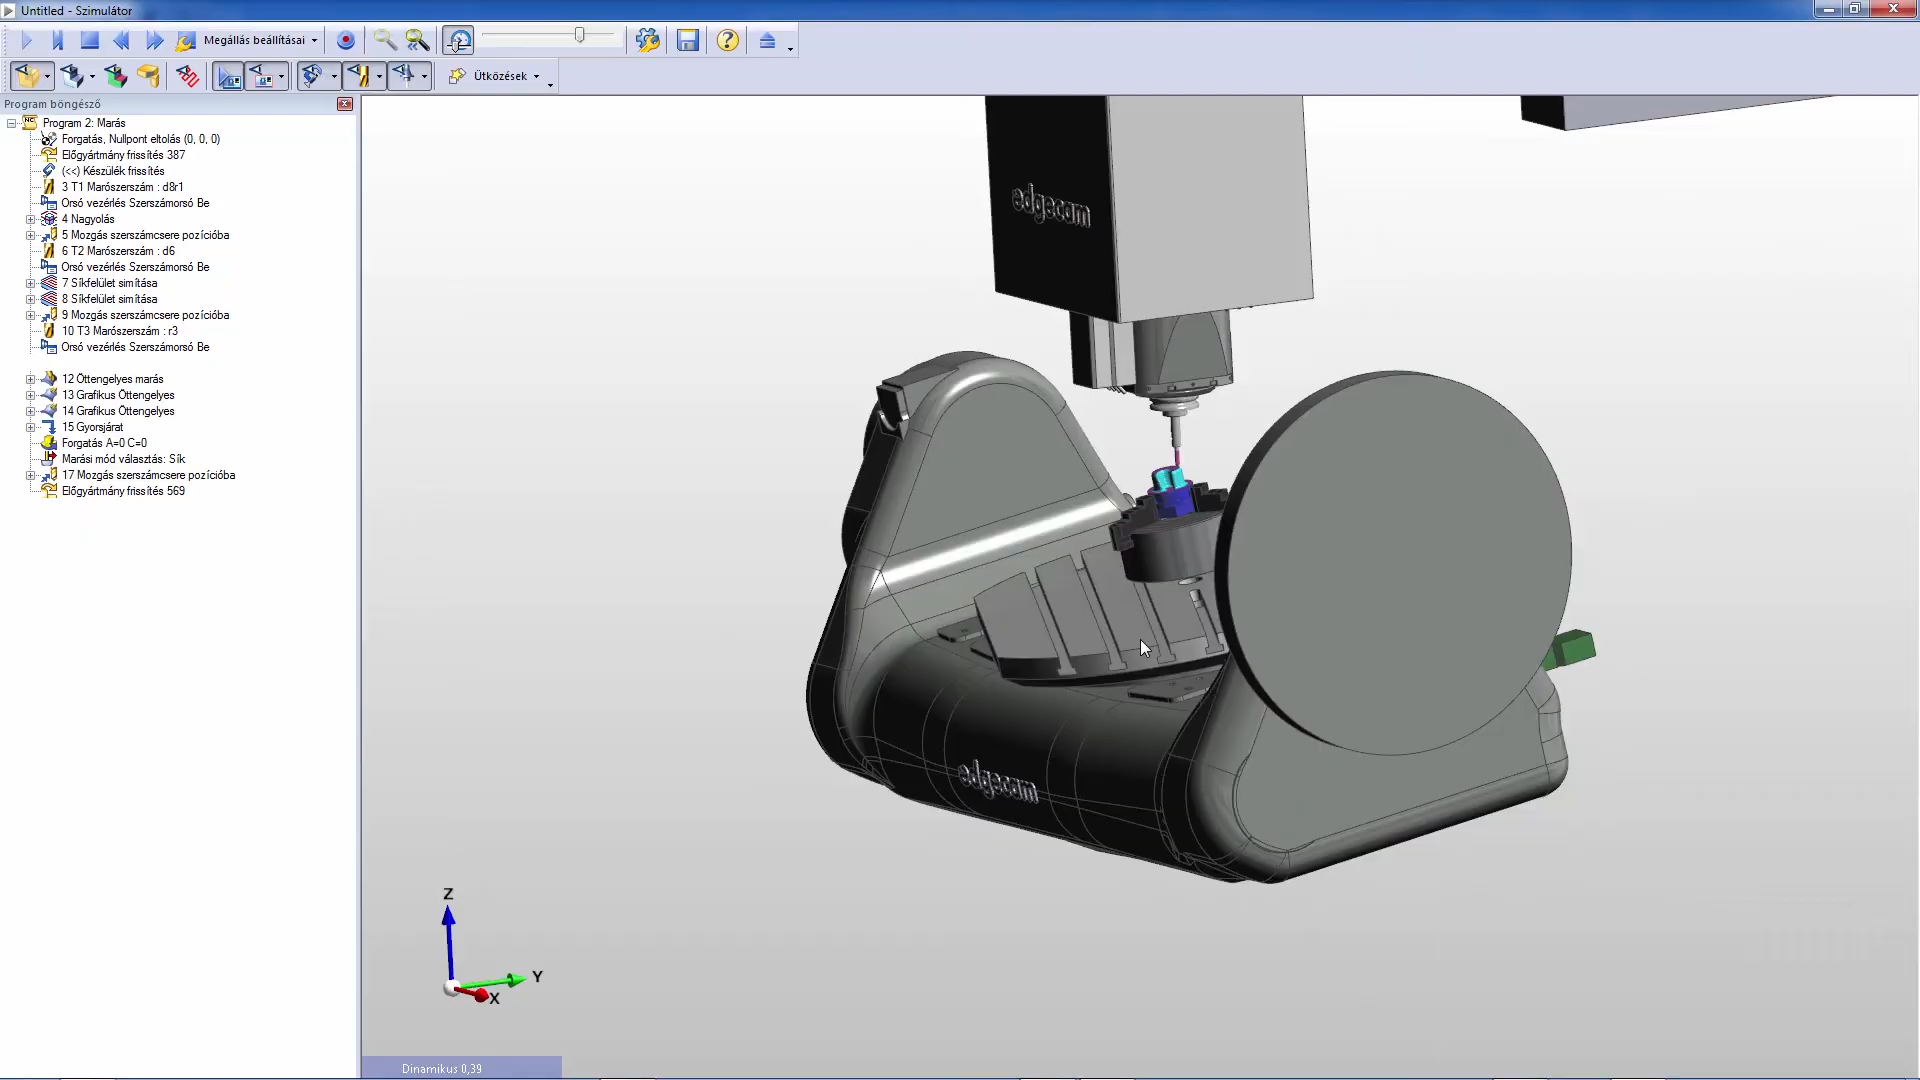 Untitled - Szimulátor
Megállás beállításai
Ütközések
Program böngésző
Program 2: Marás
Forgatás, Nullpont eltolás (0, 0, 0)
Előgyártmány frissítés 387
(<<) Készülék frissítés
3 T1 Marószerszám : d8r1
Orsó vezérlés Szerszámorsó Be
4 Nagyolás
5 Mozgás szerszámcsere pozícióba
6 T2 Marószerszám : d6
Orsó vezérlés Szerszámorsó Be
7 Síkfelület simítása
8 Síkfelület simítása
9 Mozgás szerszámcsere pozícióba
10 T3 Marószerszám : r3
Orsó vezérlés Szerszámorsó Be
12 Öttengelyes marás
13 Grafikus Öttengelyes
14 Grafikus Öttengelyes
15 Gyorsjárat
Forgatás A=0 C=0
Marási mód választás: Sík
17 Mozgás szerszámcsere pozícióba
Előgyártmány frissítés 569
edgecam
edgecam
Z
Y
X
Dinamikus 0,39